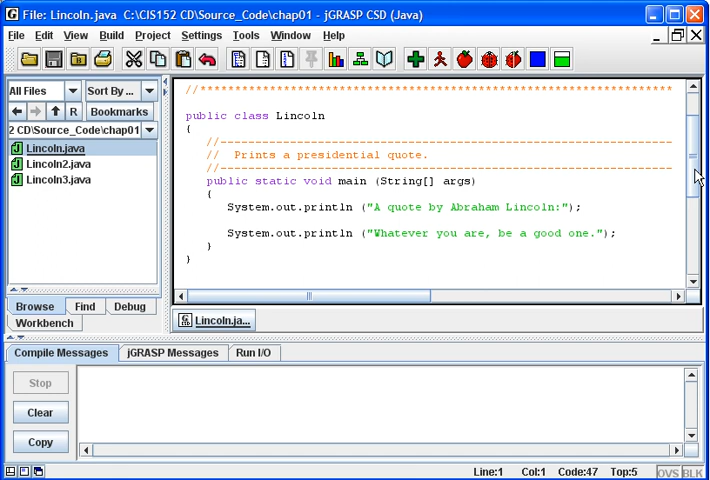 File: Lincoln.java C:\CIS152 CD\Source_Code\chap01 - jGRASP CSD (Java)
File Edit View Build Project Settings Tools Window Help
All Files Sort By ...
R Bookmarks
2 CD\Source_Code\chap01
Lincoln.java
Lincoln2.java
Lincoln3.java
Browse Find Debug
Workbench
//********************************************************************
public class Lincoln
{
//-----------------------------------------------------------------
// Prints a presidential quote.
//-----------------------------------------------------------------
public static void main (String[] args)
{
System.out.println ("A quote by Abraham Lincoln:");
System.out.println ("Whatever you are, be a good one.");
}
}
Lincoln.ja...
Compile Messages jGRASP Messages Run I/O
Stop
Clear
Copy
Line:1 Col:1 Code:47 Top:5 OVS BLK